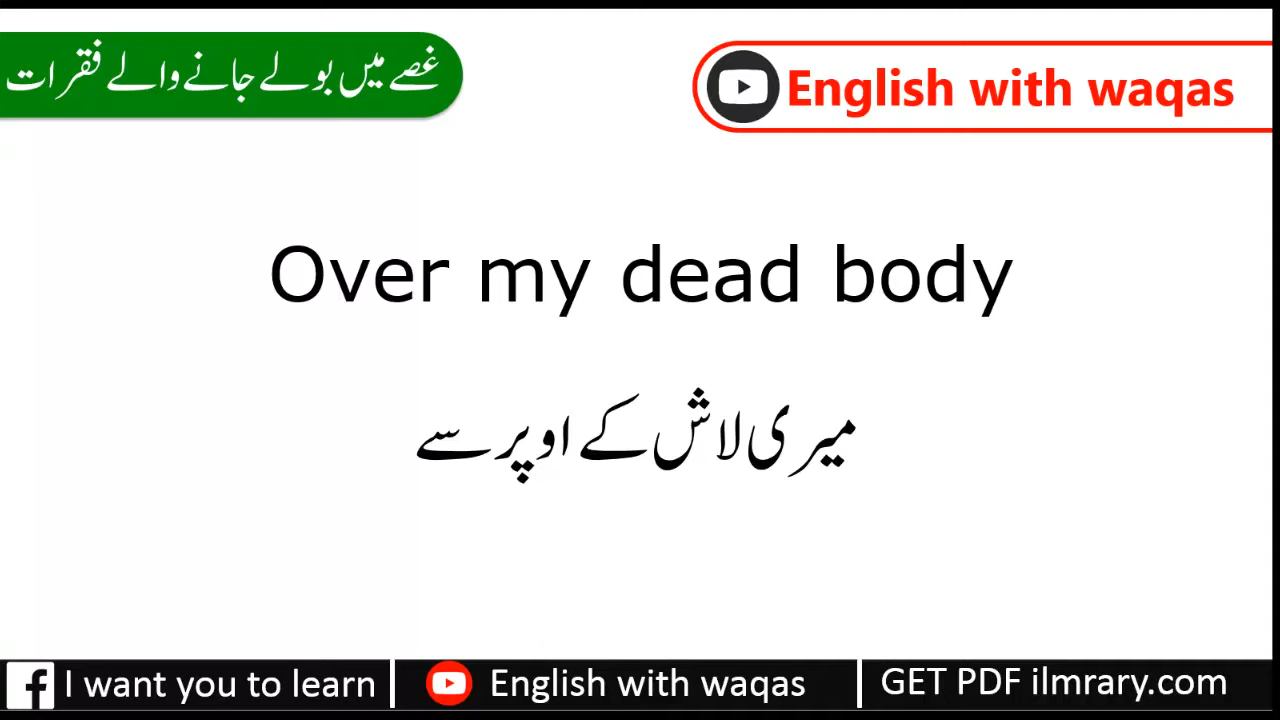 غصے میں بولے جانے والے فقرات
English with waqas
Over my dead body
میری لاش کے اوپر سے
I want you to learn
English with waqas
GET PDF ilmrary.com